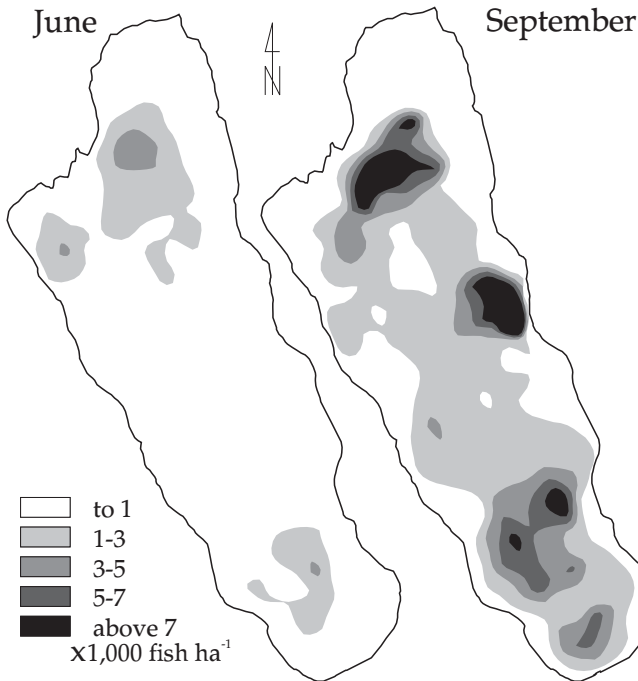 June
September
N
to 1
1-3
3-5
5-7
above 7
x1,000 fish ha⁻¹